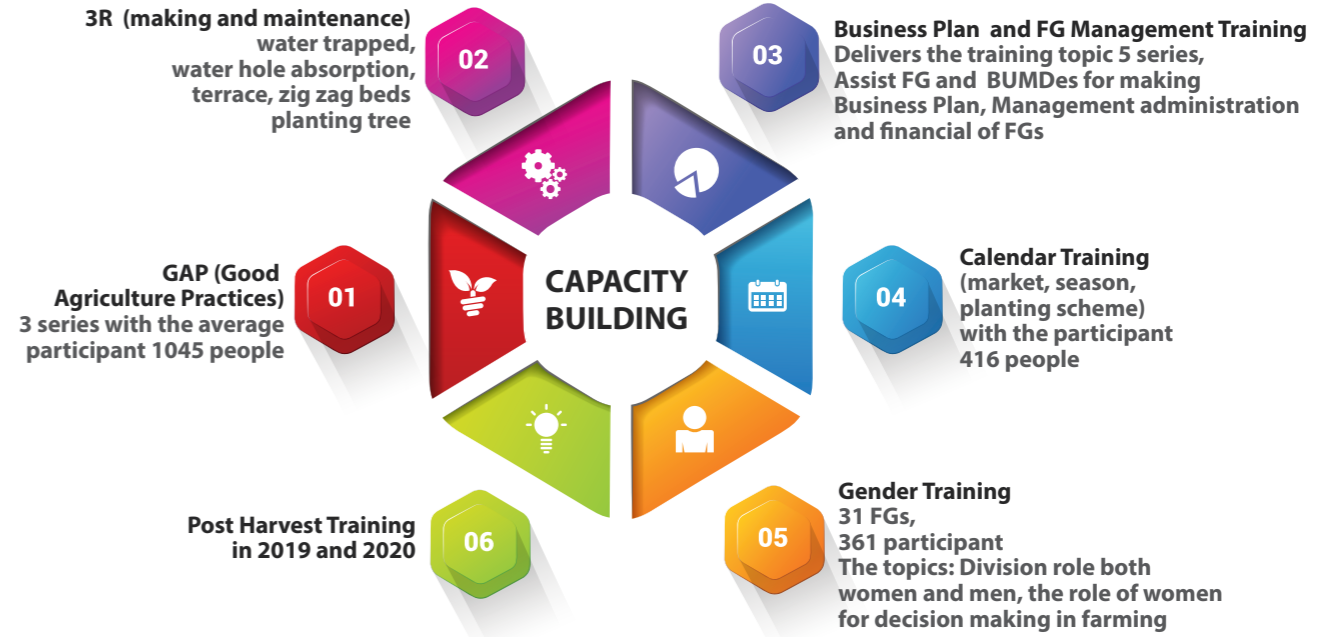 3R (making and maintenance)
water trapped,
water hole absorption,
terrace, zig zag beds
planting tree
02
03
Business Plan and FG Management Training
Delivers the training topic 5 series,
Assist FG and BUMDes for making
Business Plan, Management administration
and financial of FGs
GAP (Good
Agriculture Practices)
3 series with the average
participant 1045 people
01
CAPACITY
BUILDING
04
Calendar Training
(market, season,
planting scheme)
with the participant
416 people
Post Harvest Training
in 2019 and 2020
06
05
Gender Training
31 FGs,
361 participant
The topics: Division role both
women and men, the role of women
for decision making in farming